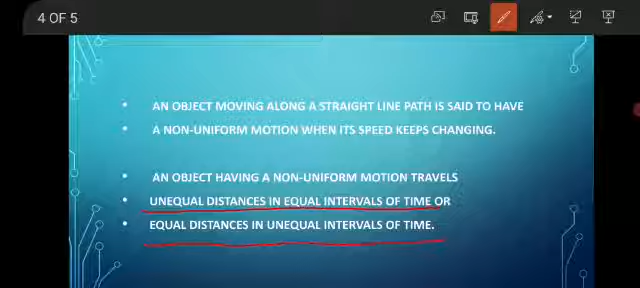 4 OF 5
AN OBJECT MOVING ALONG A STRAIGHT LINE PATH IS SAID TO HAVE
A NON-UNIFORM MOTION WHEN ITS SPEED KEEPS CHANGING.
AN OBJECT HAVING A NON-UNIFORM MOTION TRAVELS
UNEQUAL DISTANCES IN EQUAL INTERVALS OF TIME OR
EQUAL DISTANCES IN UNEQUAL INTERVALS OF TIME.